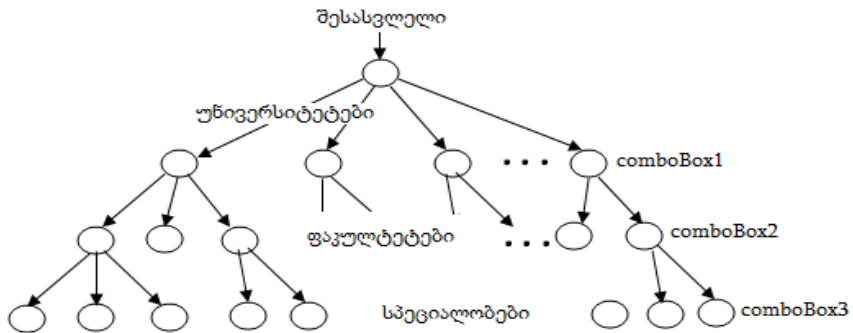 შესასვლელი
უნივერსიტეტები
... comboBox1
ფაკულტეტები ... comboBox2
სპეციალობები comboBox3